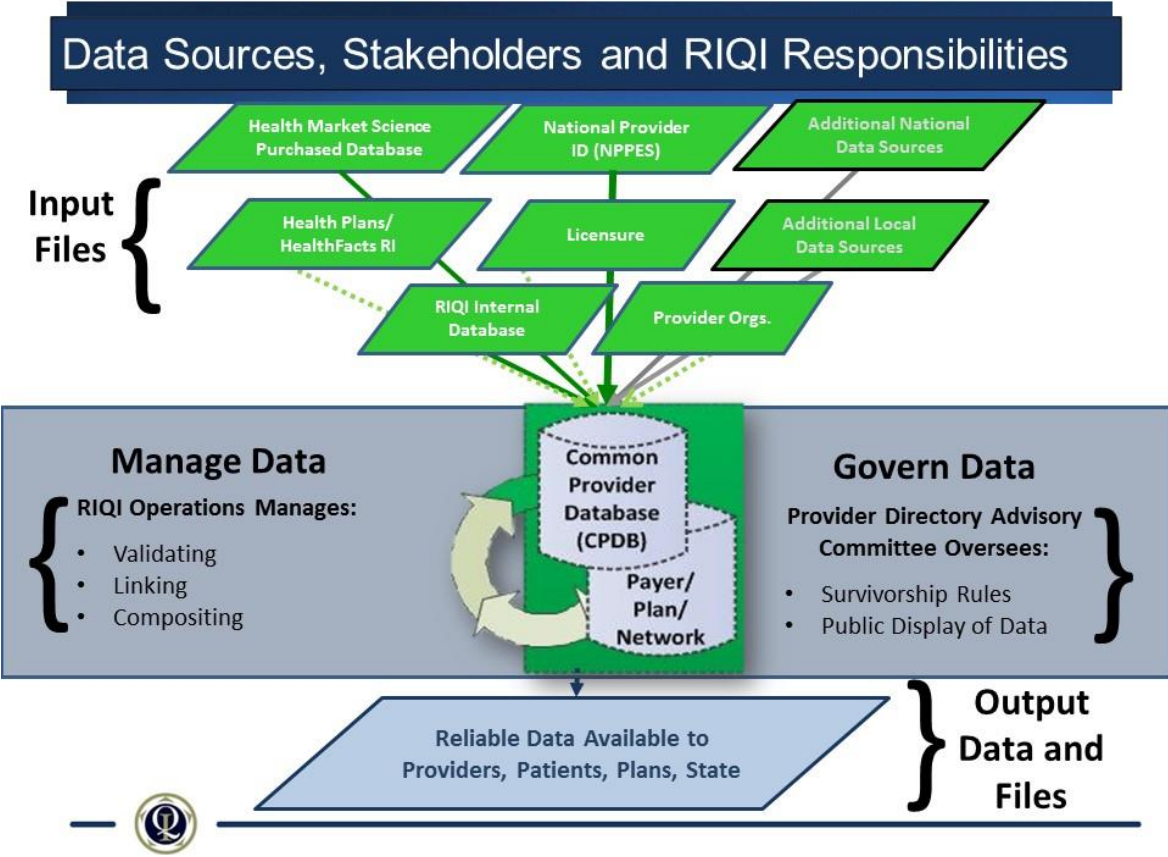 Data Sources, Stakeholders and RIQI Responsibilities
Health Market Science
Purchased Database
National Provider
ID (NPPES)
Additional National
Data Sources
Input
Files
{
Health Plans/
HealthFacts RI
Licensure
Additional Local
Data Sources
RIQI Internal
Database
Provider Orgs.
Manage Data
{
RIQI Operations Manages:
• Validating
• Linking
• Compositing
Common
Provider
Database
(CPDB)
Payer/
Plan/
Network
Govern Data
Provider Directory Advisory
Committee Oversees:
• Survivorship Rules
• Public Display of Data
}
Reliable Data Available to
Providers, Patients, Plans, State
}
Output
Data and
Files
QI